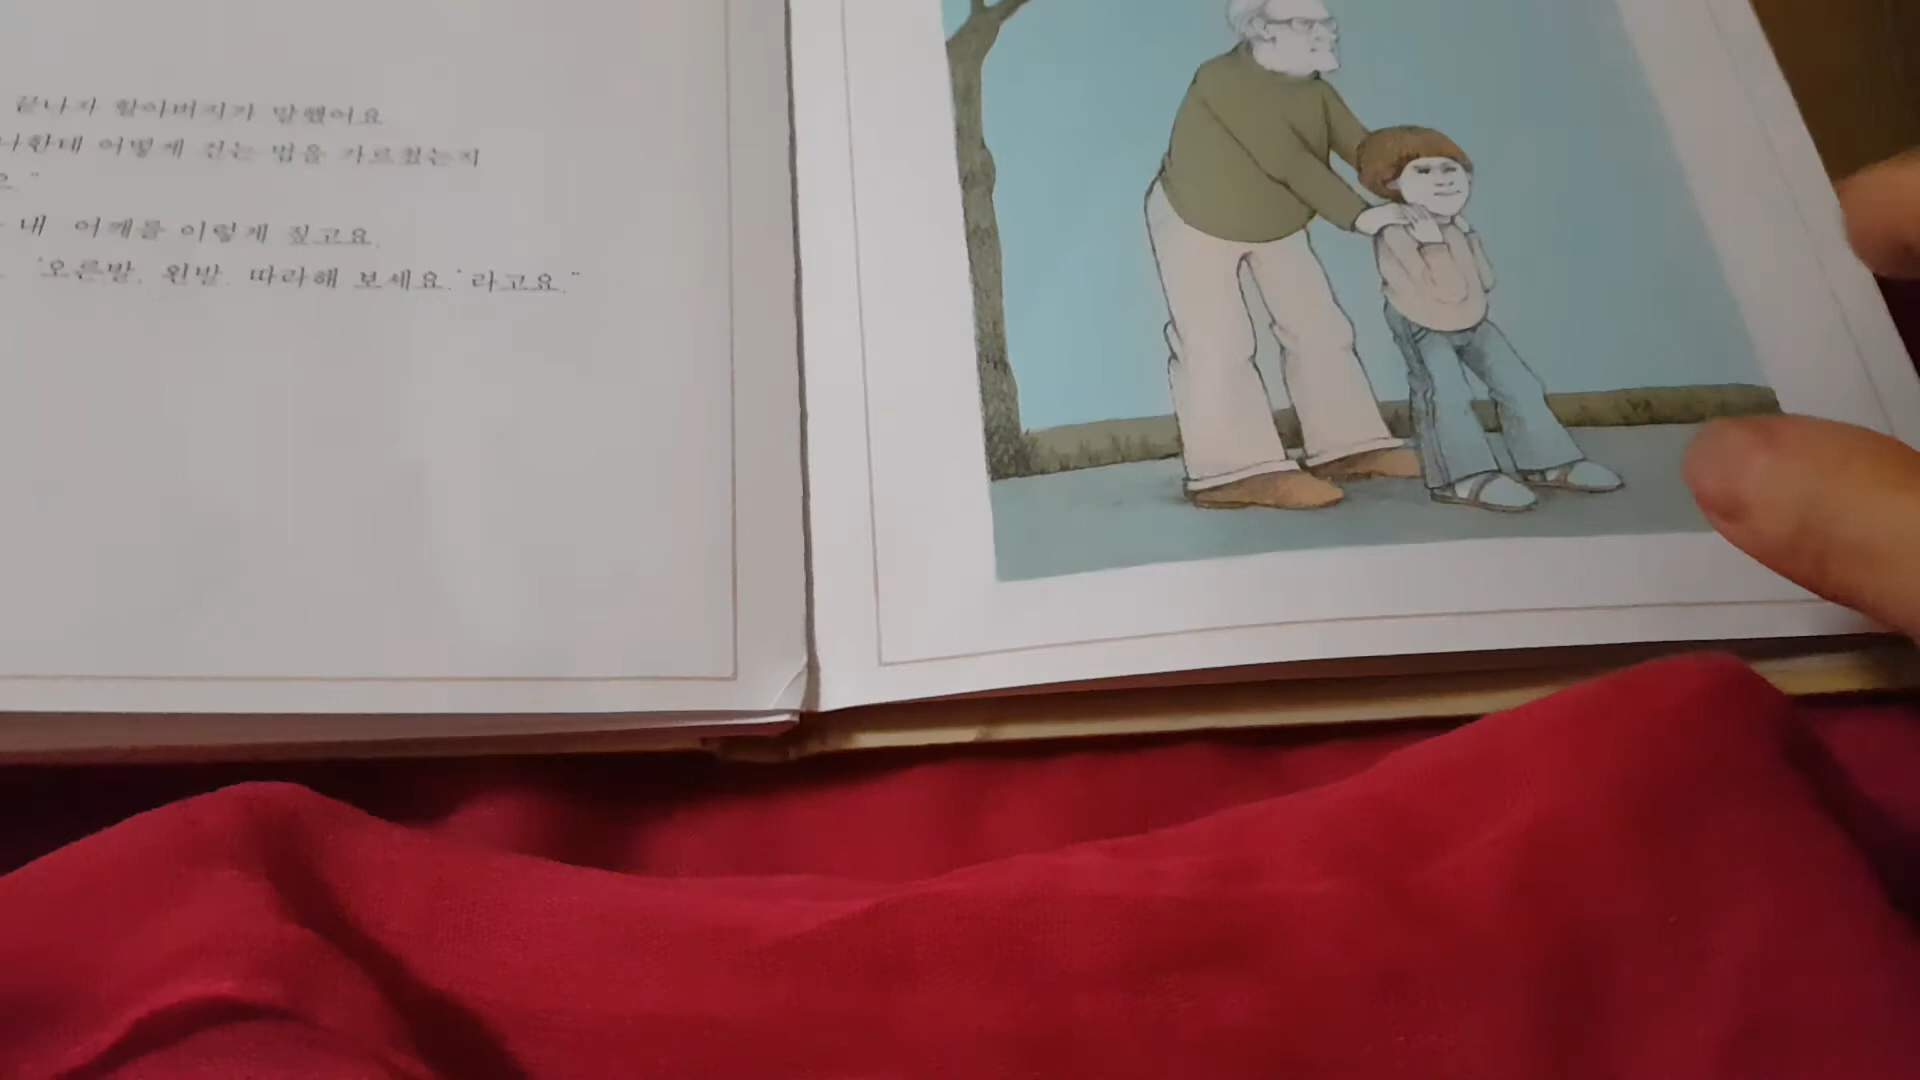 끝나자 할아버지가 말했어요
나한테 어떻게 걷는 법을 가르쳤는지
요."
내 어깨를 이렇게 짚고요.
'오른발, 왼발. 따라해 보세요.'라고요."